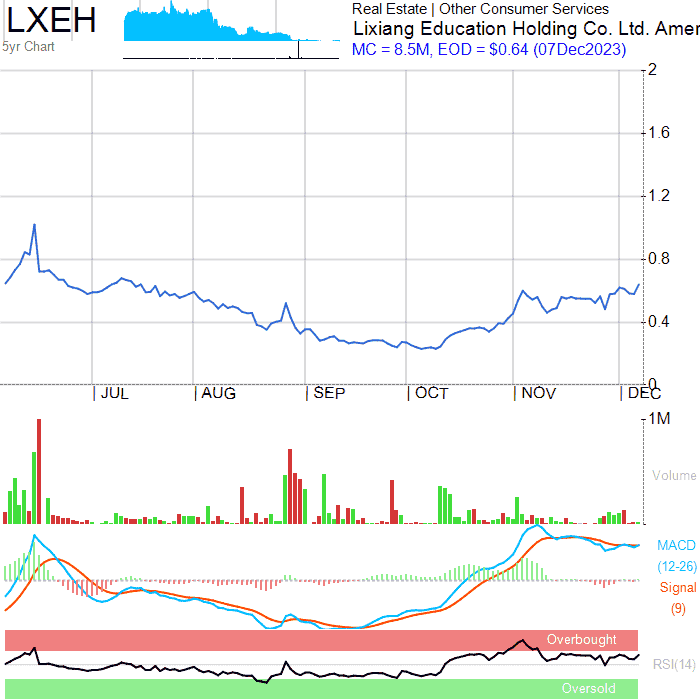 LXEH
Real Estate | Other Consumer Services
Lixiang Education Holding Co. Ltd. Amer
5yr Chart
MC = 8.5M, EOD = $0.64 (07Dec2023)
2
1.6
1.2
0.8
0.4
0
JUL AUG SEP OCT NOV DEC
1M
Volume
MACD
(12-26)
Signal
(9)
Overbought
RSI(14)
Oversold